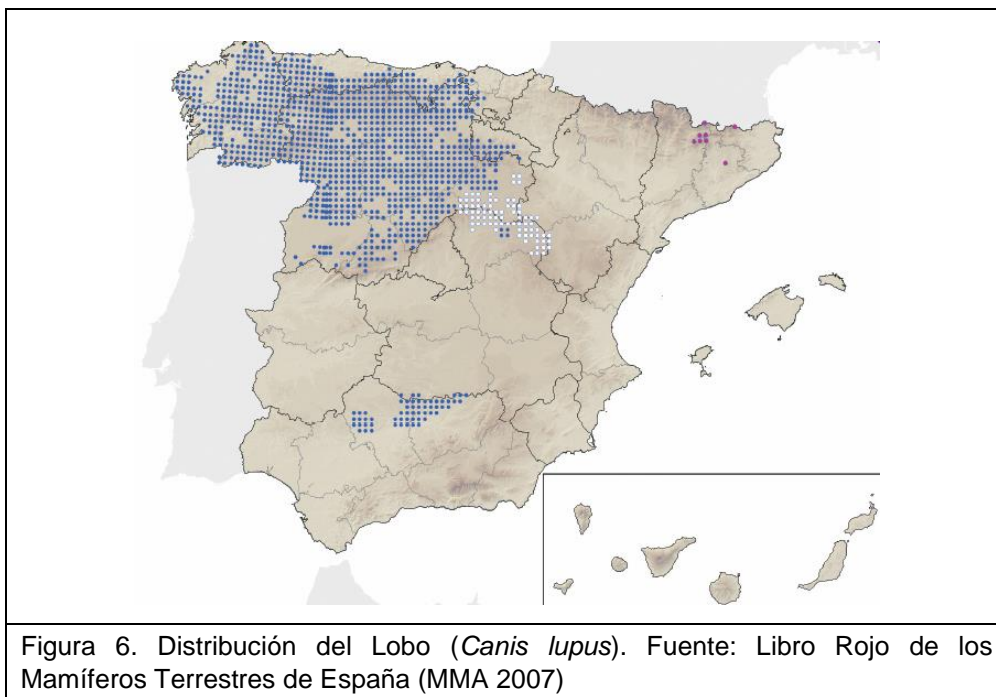 Figura 6. Distribución del Lobo (Canis lupus). Fuente: Libro Rojo de los
Mamíferos Terrestres de España (MMA 2007)